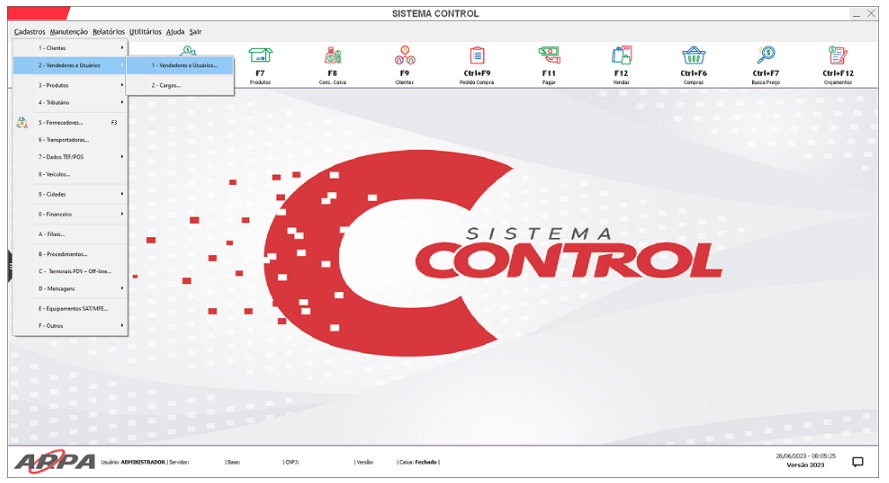 SISTEMA CONTROL
Cadastros Manutenção Relatórios Utilitários Ajuda Sair
1 - Clientes
2 - Vendedores e Usuários
3 - Produtos
4 - Tributário
5 - Fornecedores... F3
6 - Transportadoras...
7 - Dados TEF/POS
8 - Veículos...
9 - Cidades
0 - Financeiro
A - Filiais...
B - Procedimentos...
C - Terminais PDV - Off-line...
D - Mensagens
E - Equipamentos SAT/MFE...
F - Outros
1 - Vendedores e Usuários...
2 - Cargos...
F7
Produtos
F8
Cons. Caixa
F9
Clientes
Ctrl+F9
Pedido Compra
F11
Pagar
F12
Vendas
Ctrl+F6
Compras
Ctrl+F7
Busca Preço
Ctrl+F12
Orçamentos
SISTEMA
CONTROL
ARPA
Usuário: ADMINISTRADOR | Servidor: | Base: | CNPJ: | Versão: | Caixa: Fechado |
26/06/2023 - 08:05:25
Versão 2023